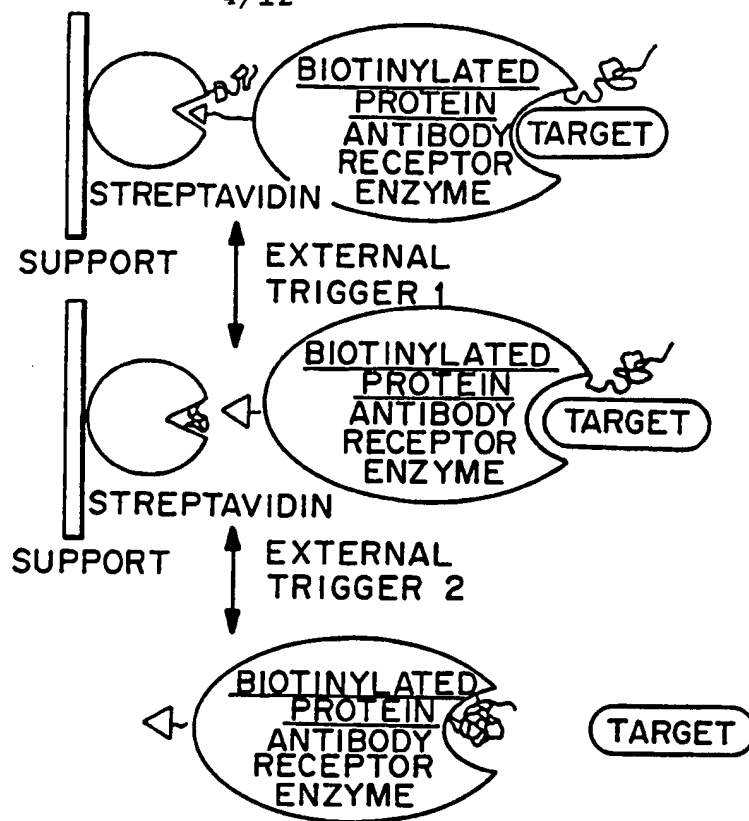 4/12
BIOTINYLATED
PROTEIN
ANTIBODY
RECEPTOR
ENZYME
TARGET
STREPTAVIDIN
SUPPORT
EXTERNAL
TRIGGER 1
BIOTINYLATED
PROTEIN
ANTIBODY
RECEPTOR
ENZYME
TARGET
STREPTAVIDIN
SUPPORT
EXTERNAL
TRIGGER 2
BIOTINYLATED
PROTEIN
ANTIBODY
RECEPTOR
ENZYME
TARGET